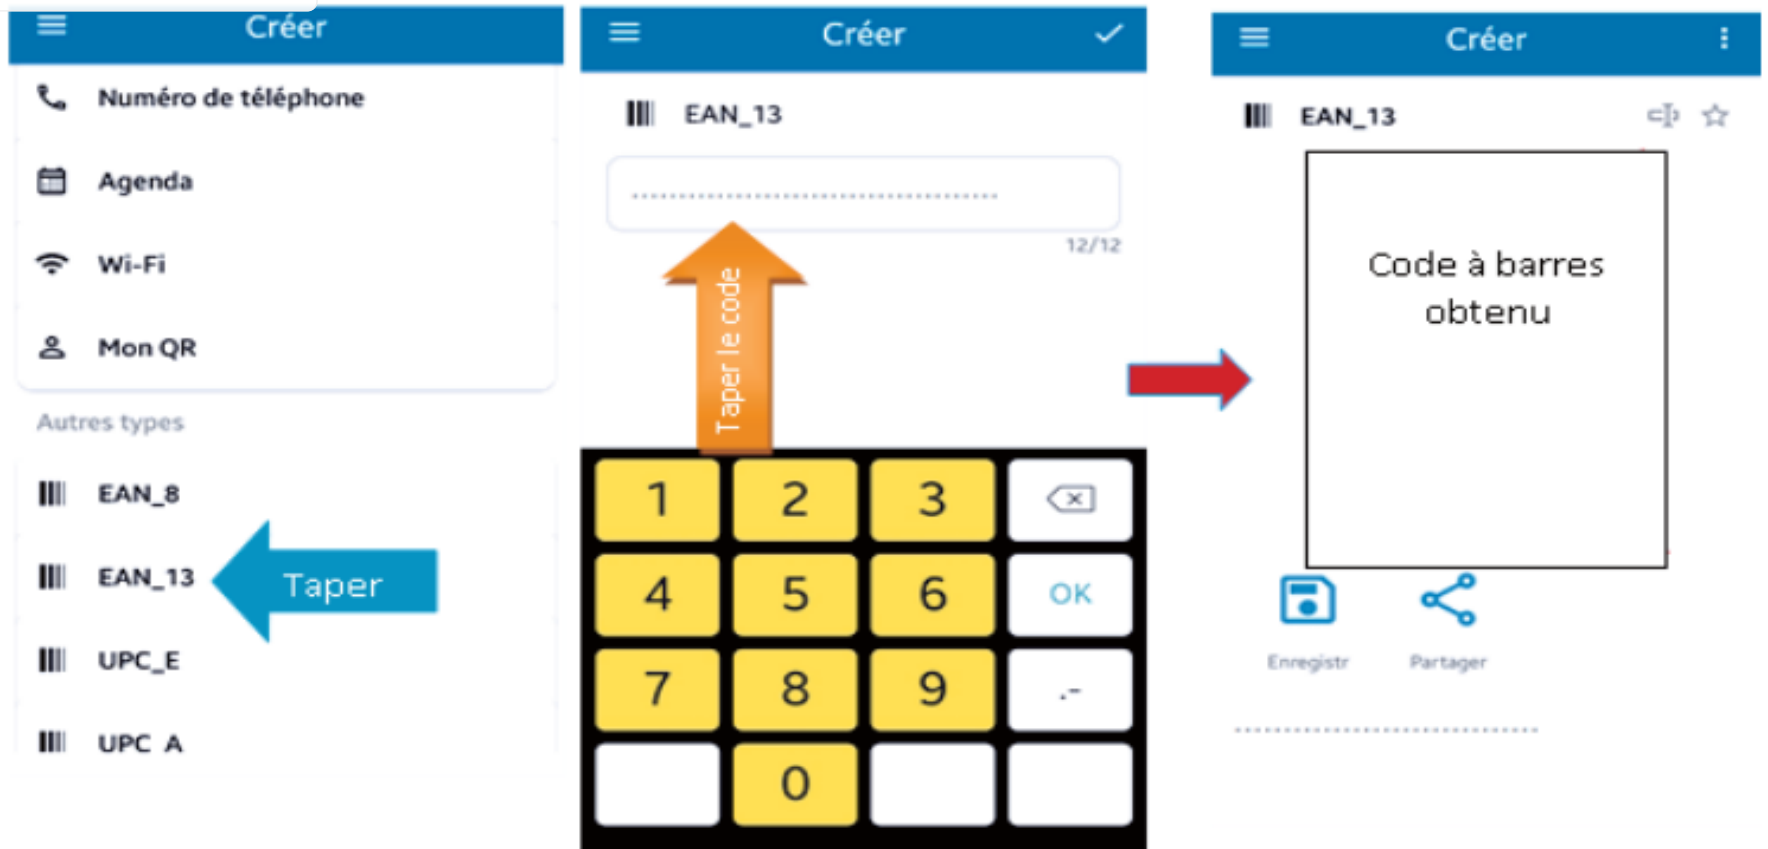 Créer
Numéro de téléphone
Agenda
Wi-Fi
Mon QR
Autres types
EAN_8
EAN_13
Taper
UPC_E
UPC_A
Créer
EAN_13
12/12
Taper le code
1 2 3
4 5 6 OK
7 8 9 .-
0
Créer
EAN_13
Code à barres
obtenu
Enregistr Partager